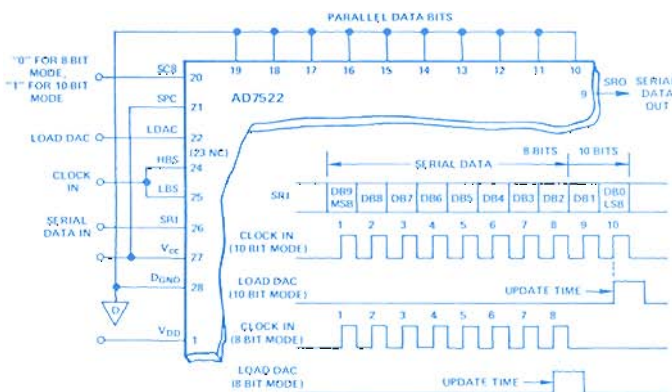 PARALLEL DATA BITS
"0" FOR 8 BIT
MODE,
"1" FOR 10 BIT
MODE
SC8
20
19 18 17 16 15 14 13 12 11 10
SPC
21
AD7522
9
SRO
SERIAL
DATA
OUT
LOAD DAC
LDAC
22
(23 NC)
HBS
24
CLOCK
IN
LBS
25
SERIAL
DATA IN
SRI
26
VCC
27
DGND
28
D
VDD
1
SERIAL DATA
8 BITS
10 BITS
SRI
DB9
MSB
DB8
DB7
DB6
DB5
DB4
DB3
DB2
DB1
DB0
LSB
1 2 3 4 5 6 7 8 9 10
CLOCK IN
(10 BIT MODE)
LOAD DAC
(10 BIT MODE)
UPDATE TIME
1 2 3 4 5 6 7 8
CLOCK IN
(8 BIT MODE)
LOAD DAC
(8 BIT MODE)
UPDATE TIME